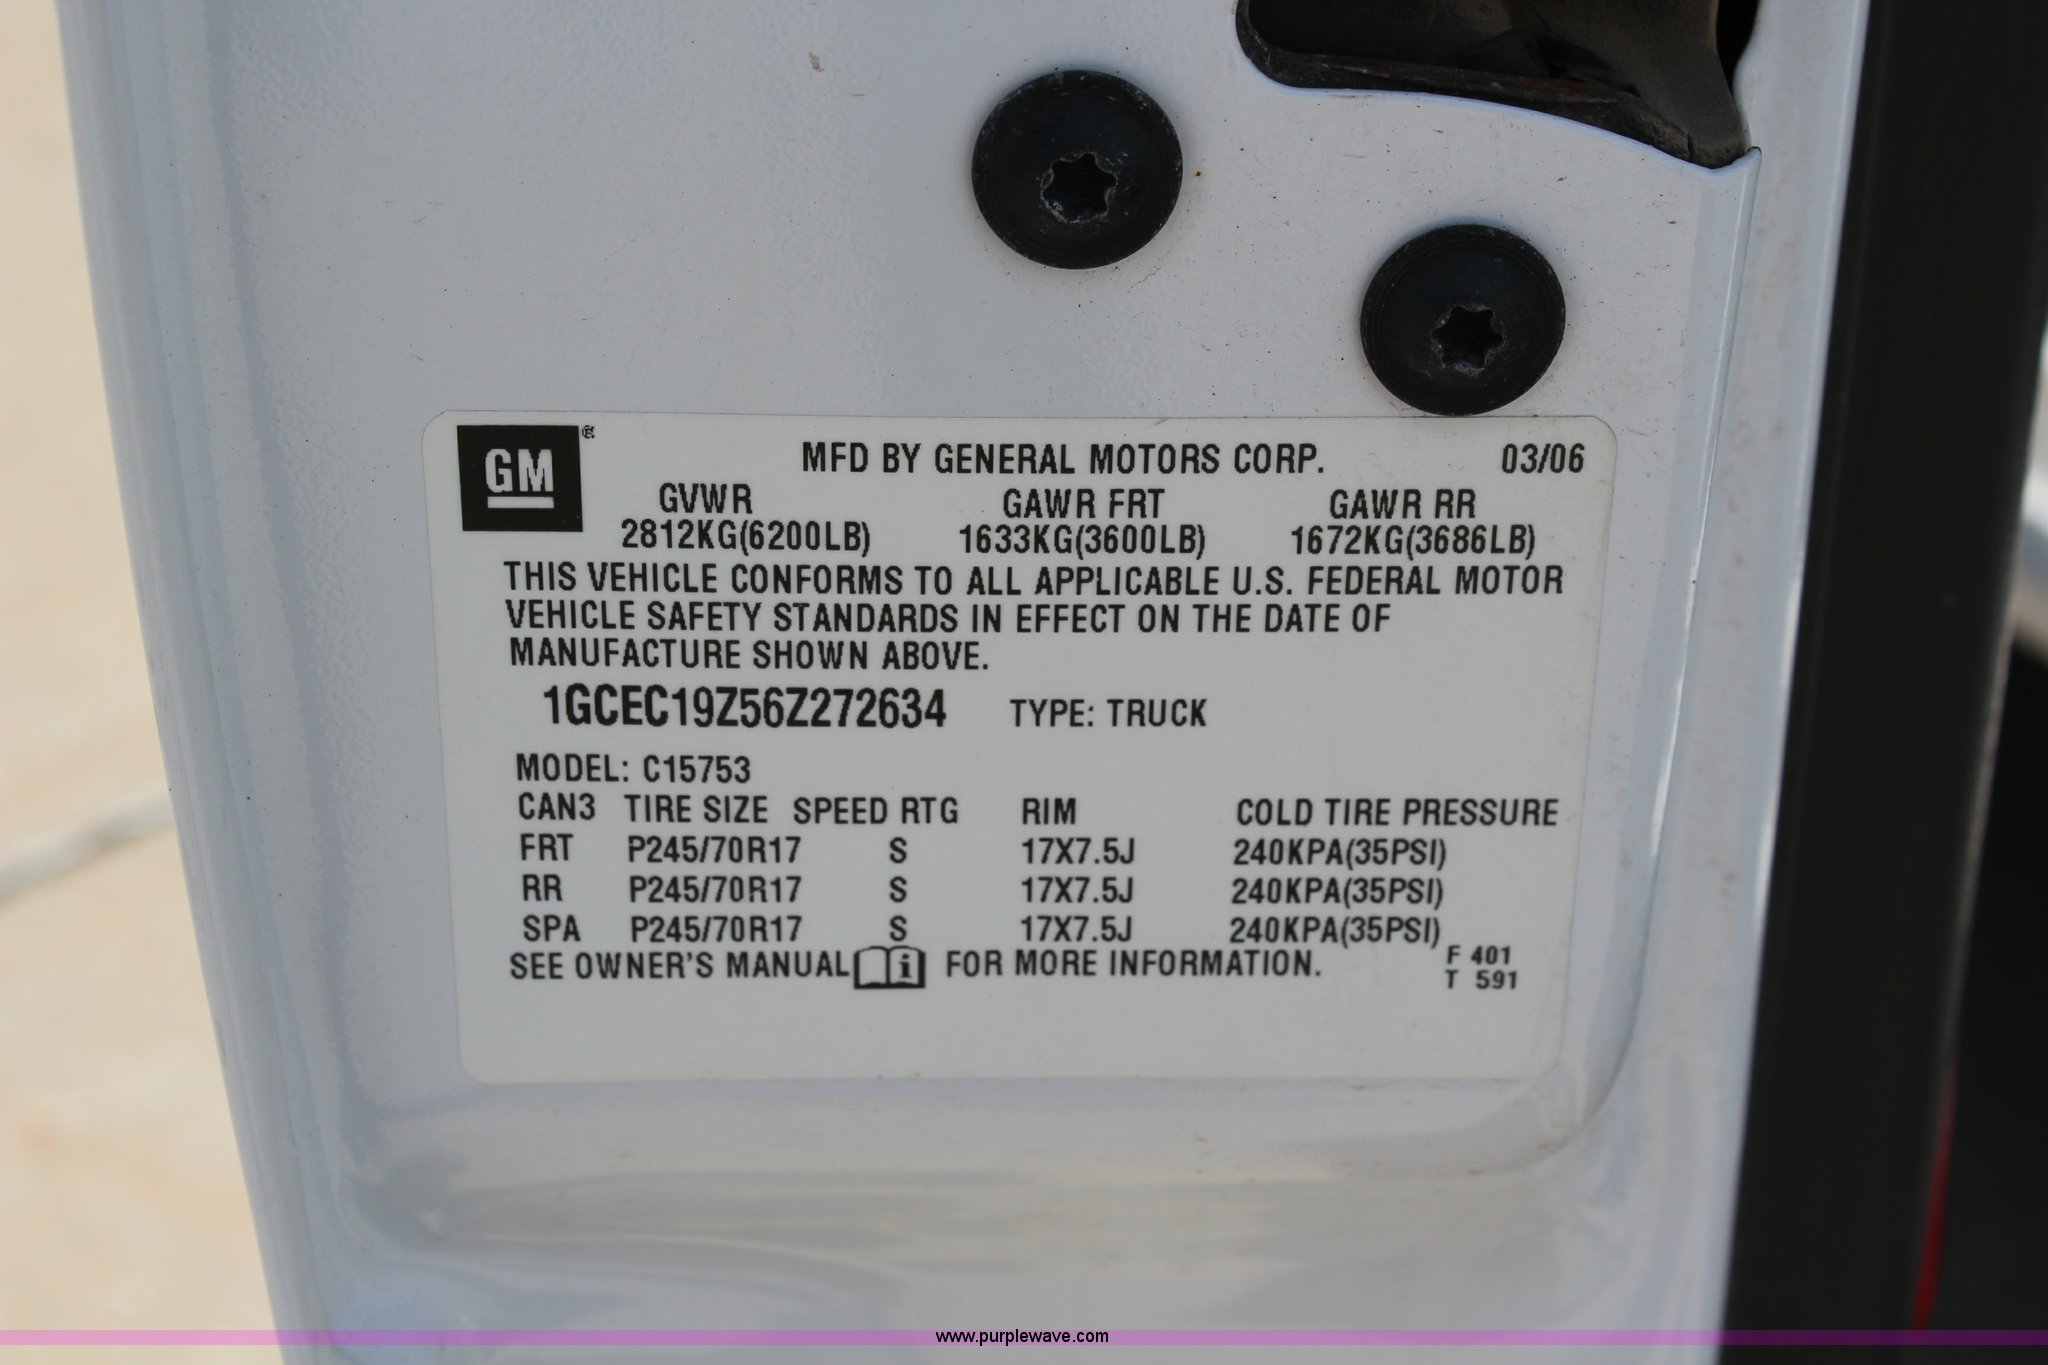 GM®
MFD BY GENERAL MOTORS CORP. 03/06
GVWR GAWR FRT GAWR RR
2812KG(6200LB) 1633KG(3600LB) 1672KG(3686LB)
THIS VEHICLE CONFORMS TO ALL APPLICABLE U.S. FEDERAL MOTOR
VEHICLE SAFETY STANDARDS IN EFFECT ON THE DATE OF
MANUFACTURE SHOWN ABOVE.
1GCEC19Z56Z272634 TYPE: TRUCK
MODEL: C15753
CAN3 TIRE SIZE SPEED RTG RIM COLD TIRE PRESSURE
FRT P245/70R17 S 17X7.5J 240KPA(35PSI)
RR P245/70R17 S 17X7.5J 240KPA(35PSI)
SPA P245/70R17 S 17X7.5J 240KPA(35PSI)
SEE OWNER'S MANUAL i FOR MORE INFORMATION. F 401
T 591
www.purplewave.com